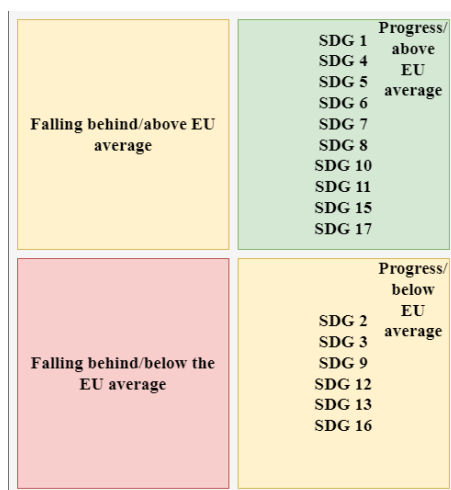 Falling behind/above EU
average
Progress/
above
EU
average
SDG 1
SDG 4
SDG 5
SDG 6
SDG 7
SDG 8
SDG 10
SDG 11
SDG 15
SDG 17
Falling behind/below the
EU average
Progress/
below
EU
average
SDG 2
SDG 3
SDG 9
SDG 12
SDG 13
SDG 16